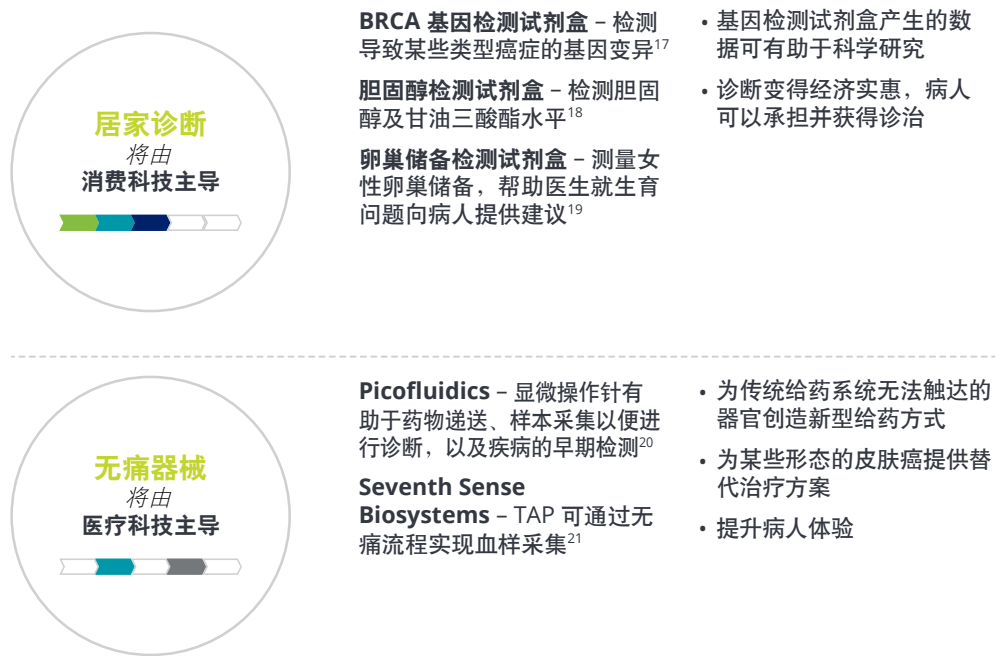 居家诊断
将由
消费科技主导
BRCA 基因检测试剂盒 – 检测
导致某些类型癌症的基因变异17
胆固醇检测试剂盒 – 检测胆固
醇及甘油三酸酯水平18
卵巢储备检测试剂盒 – 测量女
性卵巢储备，帮助医生就生育
问题向病人提供建议19
• 基因检测试剂盒产生的数
据可有助于科学研究
• 诊断变得经济实惠，病人
可以承担并获得诊治
无痛器械
将由
医疗科技主导
Picofluidics – 显微操作针有
助于药物递送、样本采集以便进
行诊断，以及疾病的早期检测20
Seventh Sense
Biosystems – TAP 可通过无
痛流程实现血样采集21
• 为传统给药系统无法触达的
器官创造新型给药方式
• 为某些形态的皮肤癌提供替
代治疗方案
• 提升病人体验